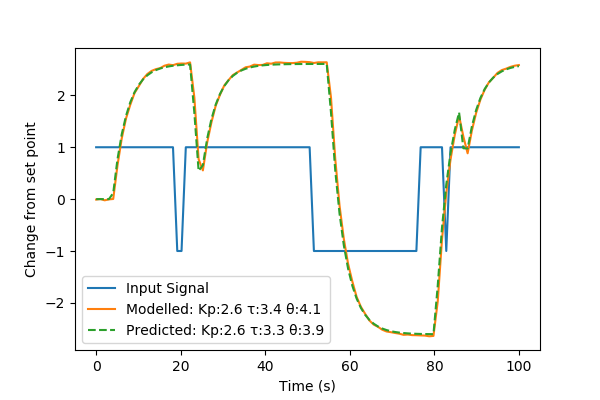 2
1
0
−1
−2
Change from set point
Input Signal
Modelled: Kp:2.6 τ:3.4 θ:4.1
Predicted: Kp:2.6 τ:3.3 θ:3.9
0 20 40 60 80 100
Time (s)